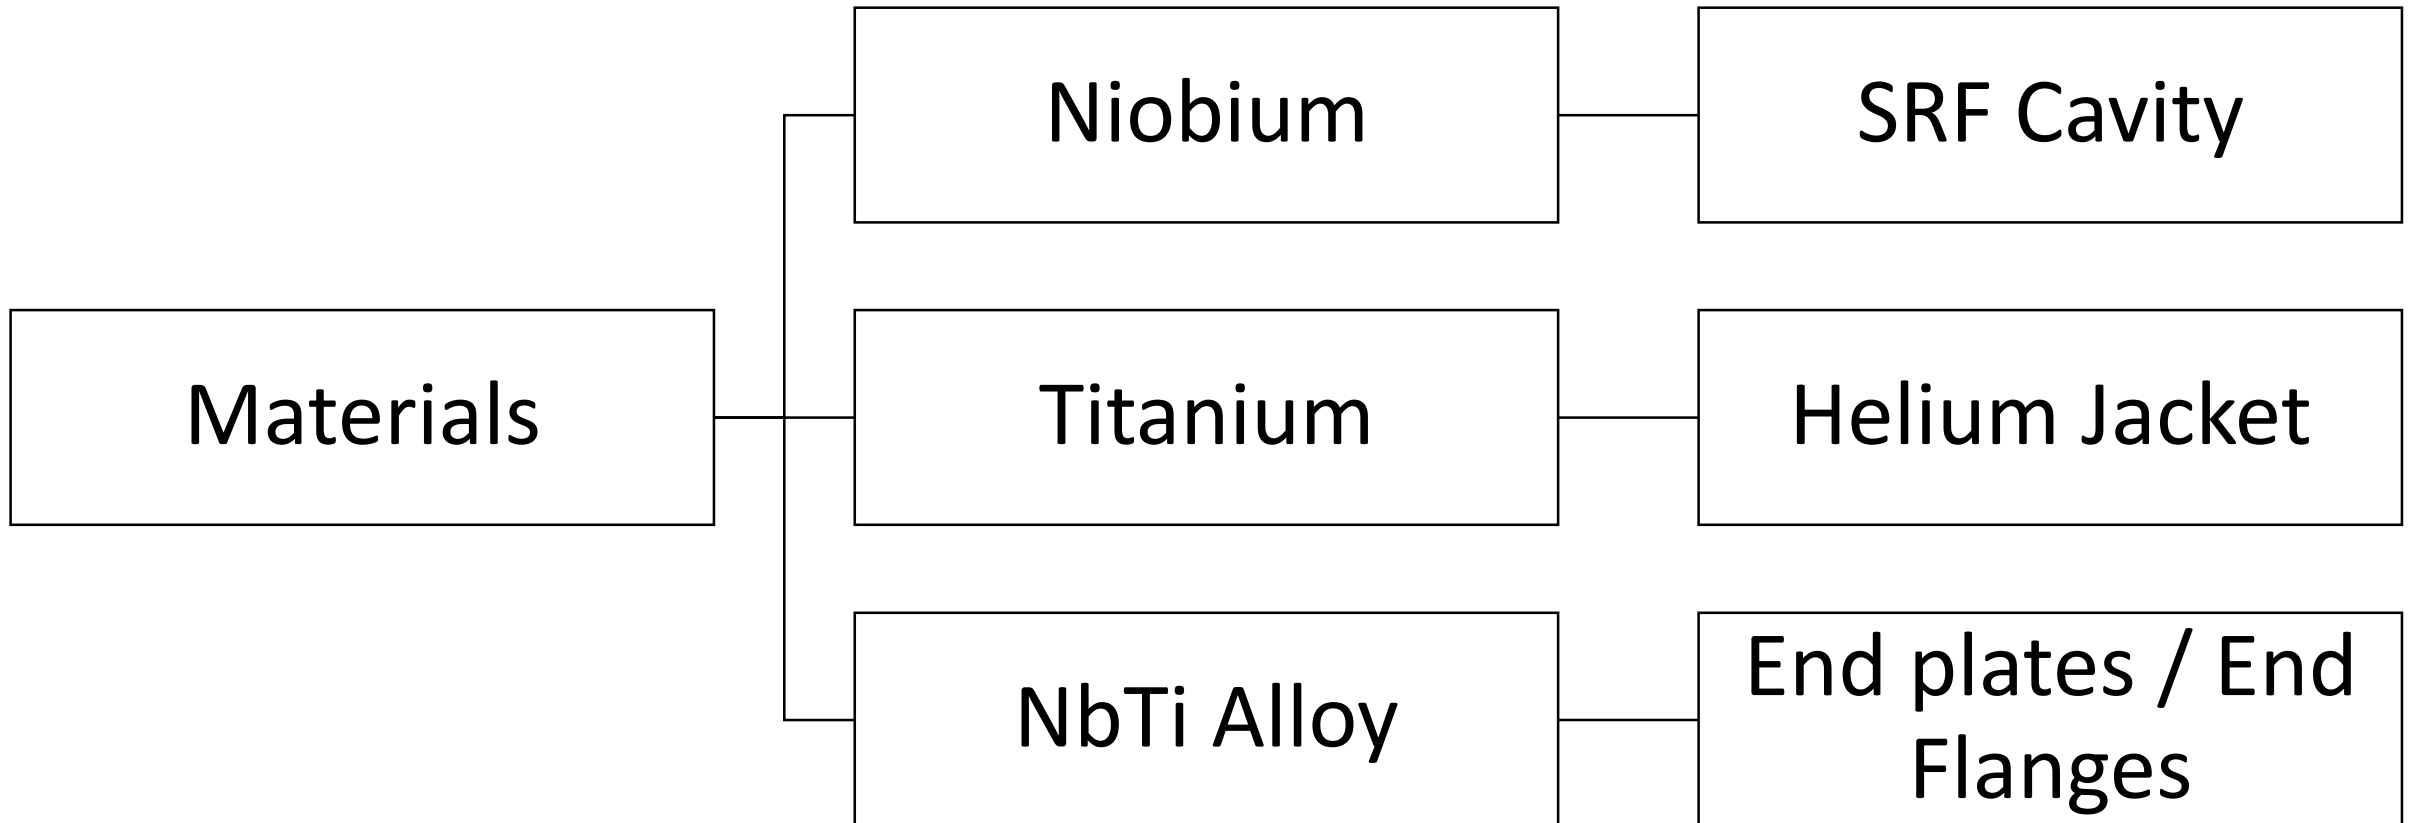 Materials
Niobium
SRF Cavity
Titanium
Helium Jacket
NbTi Alloy
End plates / End
Flanges